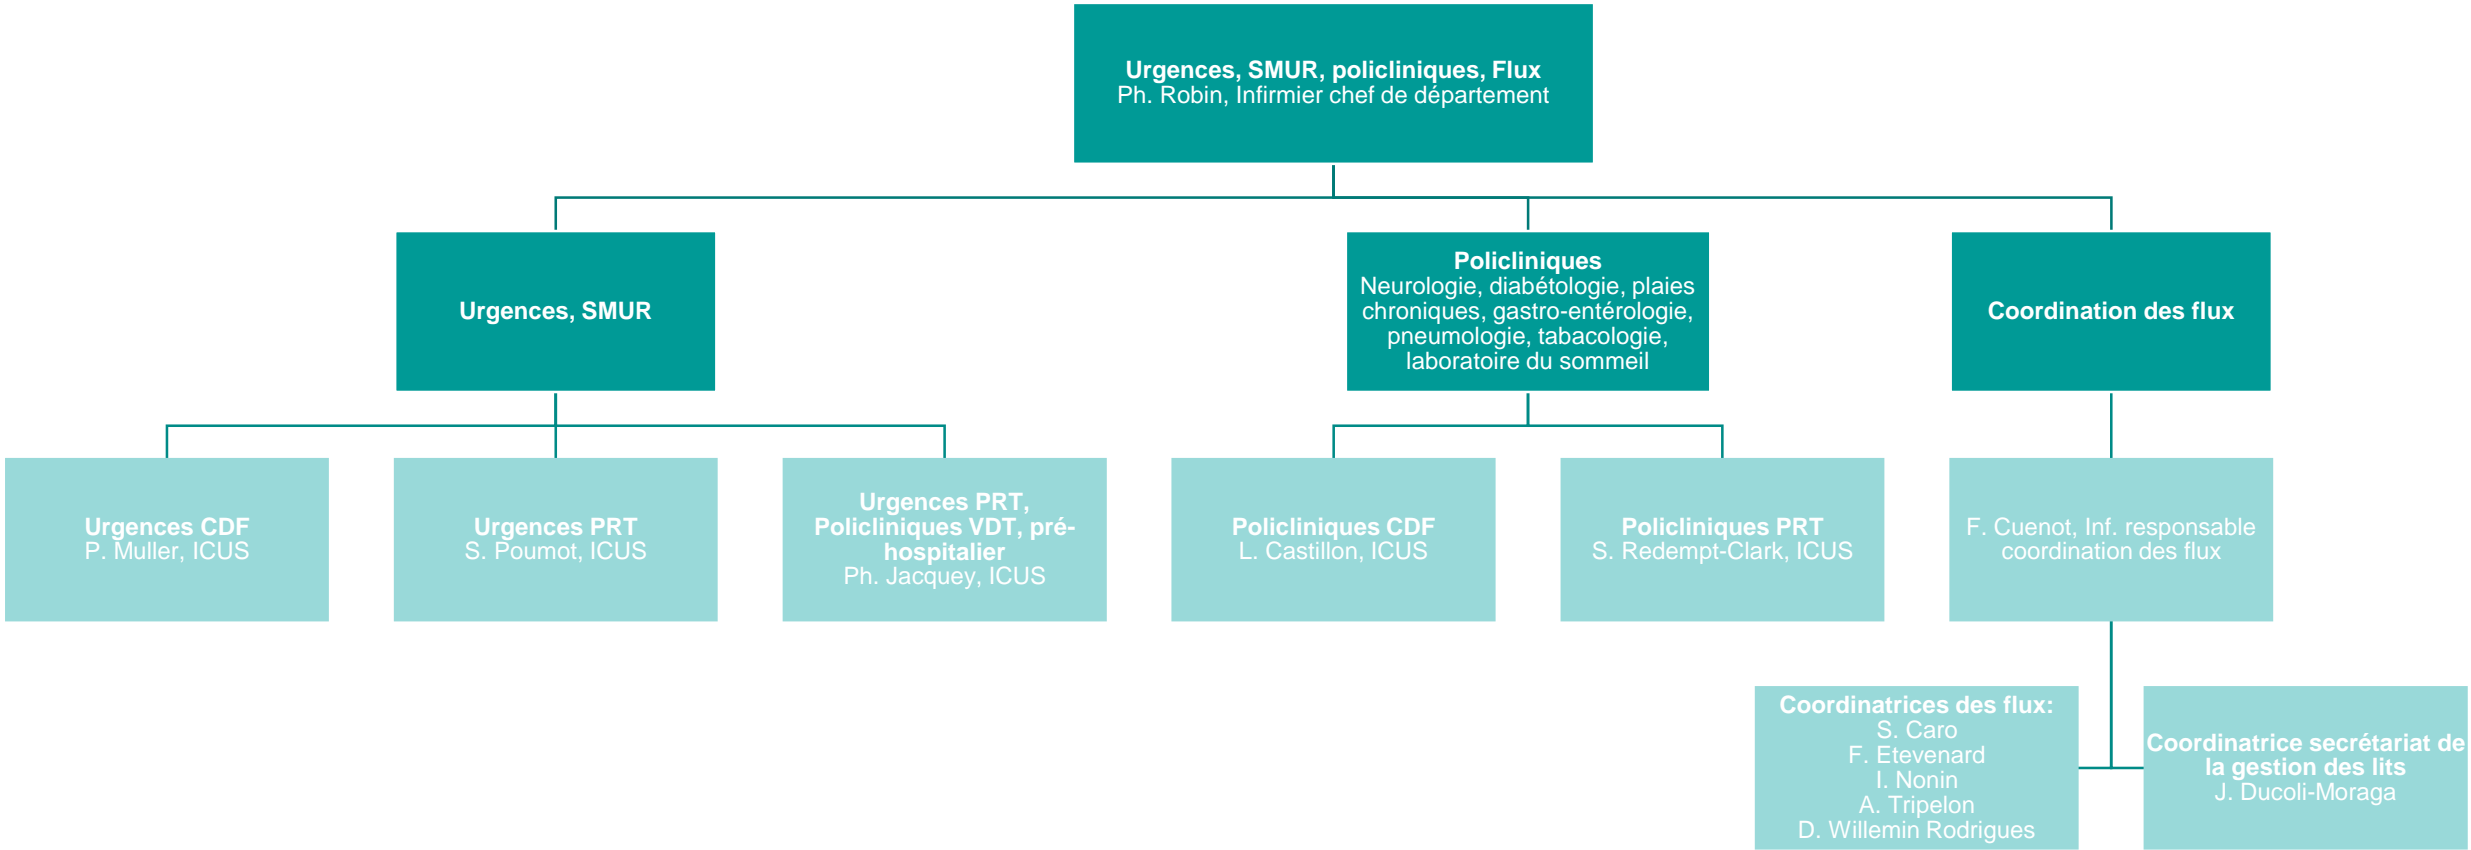 Urgences, SMUR, policliniques, Flux
Ph. Robin, Infirmier chef de département
Urgences, SMUR
Policliniques
Neurologie, diabétologie, plaies
chroniques, gastro-entérologie,
pneumologie, tabacologie,
laboratoire du sommeil
Coordination des flux
Urgences CDF
P. Muller, ICUS
Urgences PRT
S. Poumot, ICUS
Urgences PRT,
Policliniques VDT, pré-
hospitalier
Ph. Jacquey, ICUS
Policliniques CDF
L. Castillon, ICUS
Policliniques PRT
S. Redempt-Clark, ICUS
F. Cuenot, Inf. responsable
coordination des flux
Coordinatrices des flux:
S. Caro
F. Etevenard
I. Nonin
A. Tripelon
D. Willemin Rodrigues
Coordinatrice secrétariat de
la gestion des lits
J. Ducoli-Moraga